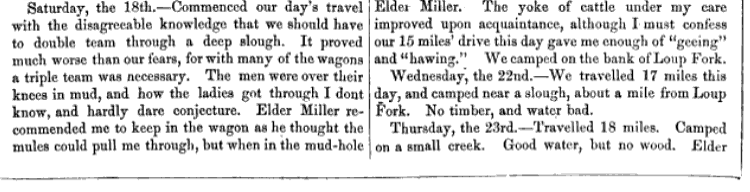 Saturday, the 18th.—Commenced our day's travel
with the disagreeable knowledge that we should have
to double team through a deep slough. It proved
much worse than our fears, for with many of the wagons
a triple team was necessary. The men were over their
knees in mud, and how the ladies got through I dont
know, and hardly dare conjecture. Elder Miller re-
commended me to keep in the wagon as he thought the
mules could pull me through, but when in the mud-hole
Elder Miller. The yoke of cattle under my care
improved upon acquaintance, although I must confess
our 15 miles' drive this day gave me enough of "geeing"
and "hawing." We camped on the bank of Loup Fork.
Wednesday, the 22nd.—We travelled 17 miles this
day, and camped near a slough, about a mile from Loup
Fork. No timber, and water bad.
Thursday, the 23rd.—Travelled 18 miles. Camped
on a small creek. Good water, but no wood. Elder